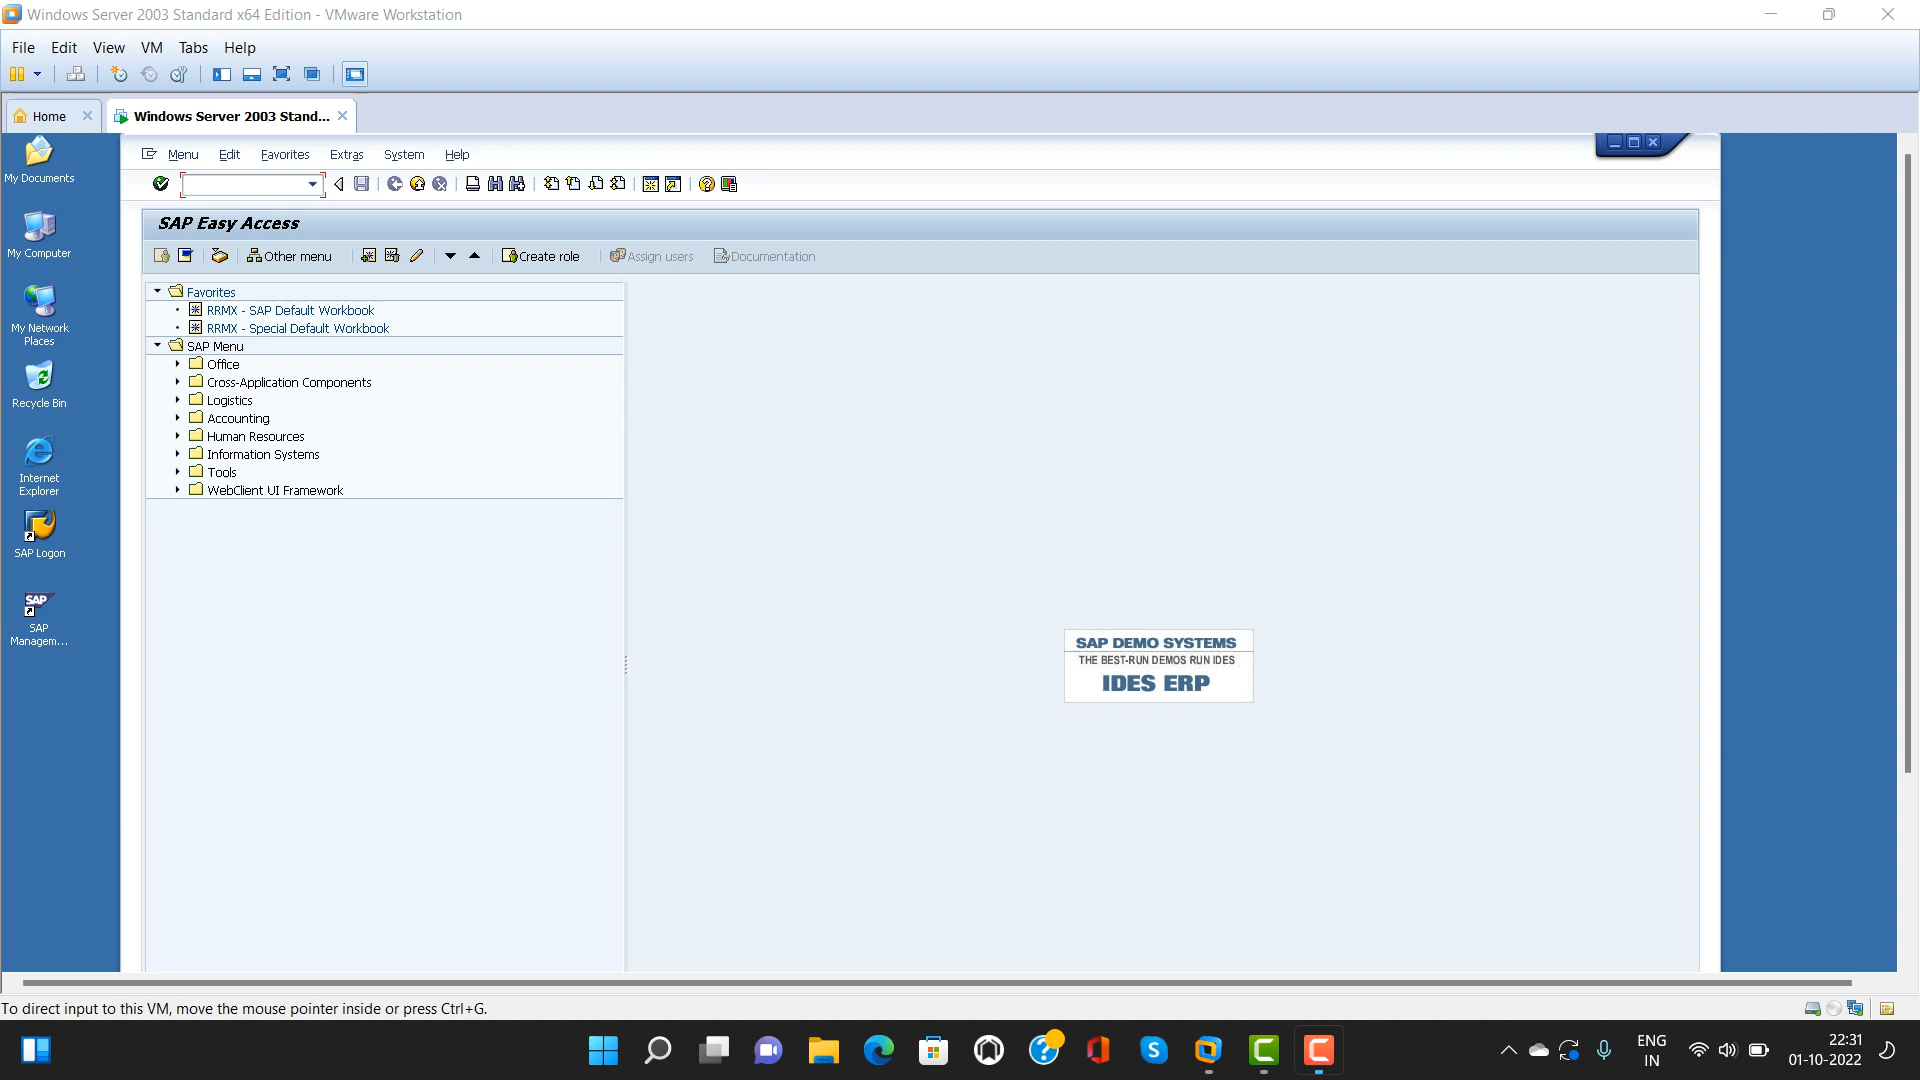 Windows Server 2003 Standard x64 Edition - VMware Workstation
File Edit View VM Tabs Help
Home
Windows Server 2003 Stand...
Menu Edit Favorites Extras System Help
SAP Easy Access
Other menu Create role Assign users Documentation
My Documents
My Computer
My Network
Places
Recycle Bin
Internet
Explorer
SAP Logon
SAP
SAP
Managem...
Favorites
RRMX - SAP Default Workbook
RRMX - Special Default Workbook
SAP Menu
Office
Cross-Application Components
Logistics
Accounting
Human Resources
Information Systems
Tools
WebClient UI Framework
SAP DEMO SYSTEMS
THE BEST-RUN DEMOS RUN IDES
IDES ERP
To direct input to this VM, move the mouse pointer inside or press Ctrl+G.
ENG
IN
22:31
01-10-2022